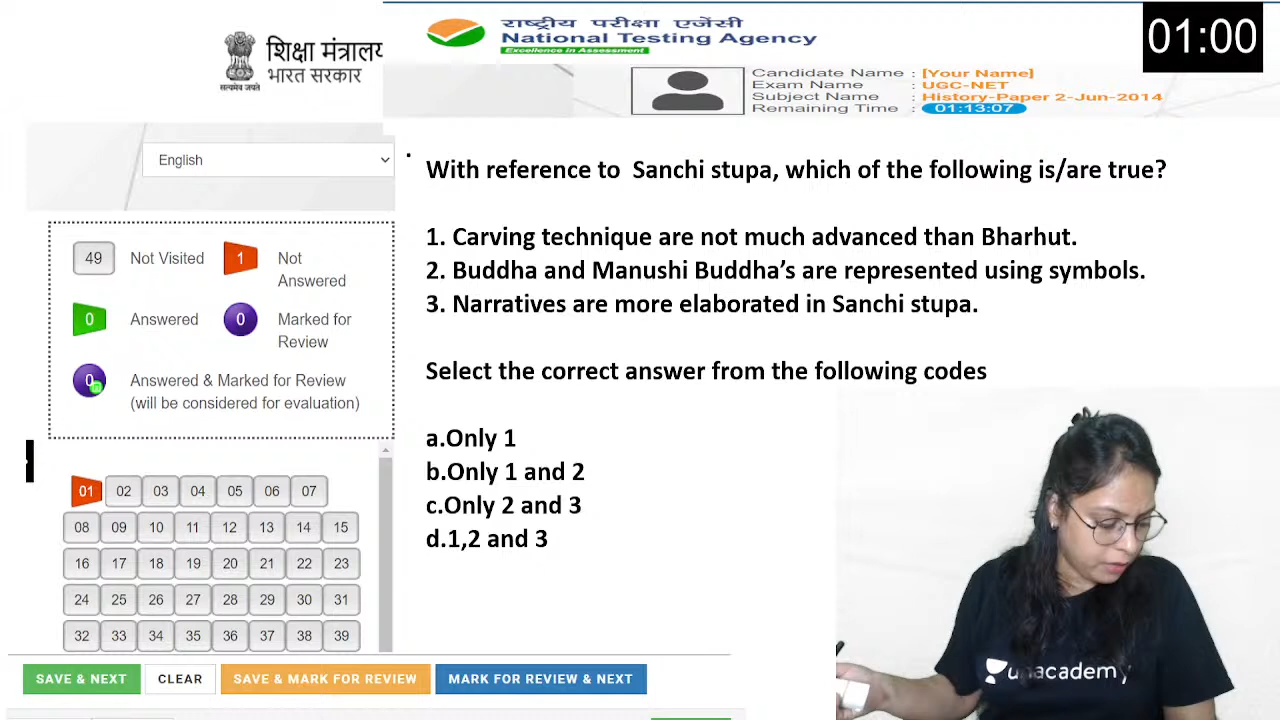 राष्ट्रीय परीक्षा एजेंसी
National Testing Agency
Excellence in Assessment
01:00
शिक्षा मंत्रालय
भारत सरकार
सत्यमेव जयते
Candidate Name : [Your Name]
Exam Name : UGC-NET
Subject Name : History-Paper 2-Jun-2014
Remaining Time : 01:13:07
English
With reference to Sanchi stupa, which of the following is/are true?
1. Carving technique are not much advanced than Bharhut.
2. Buddha and Manushi Buddha's are represented using symbols.
3. Narratives are more elaborated in Sanchi stupa.
Select the correct answer from the following codes
a.Only 1
b.Only 1 and 2
c.Only 2 and 3
d.1,2 and 3
49 Not Visited
1 Not Answered
0 Answered
0 Marked for Review
0 Answered & Marked for Review
(will be considered for evaluation)
01 02 03 04 05 06 07
08 09 10 11 12 13 14 15
16 17 18 19 20 21 22 23
24 25 26 27 28 29 30 31
32 33 34 35 36 37 38 39
SAVE & NEXT CLEAR SAVE & MARK FOR REVIEW MARK FOR REVIEW & NEXT
unacademy